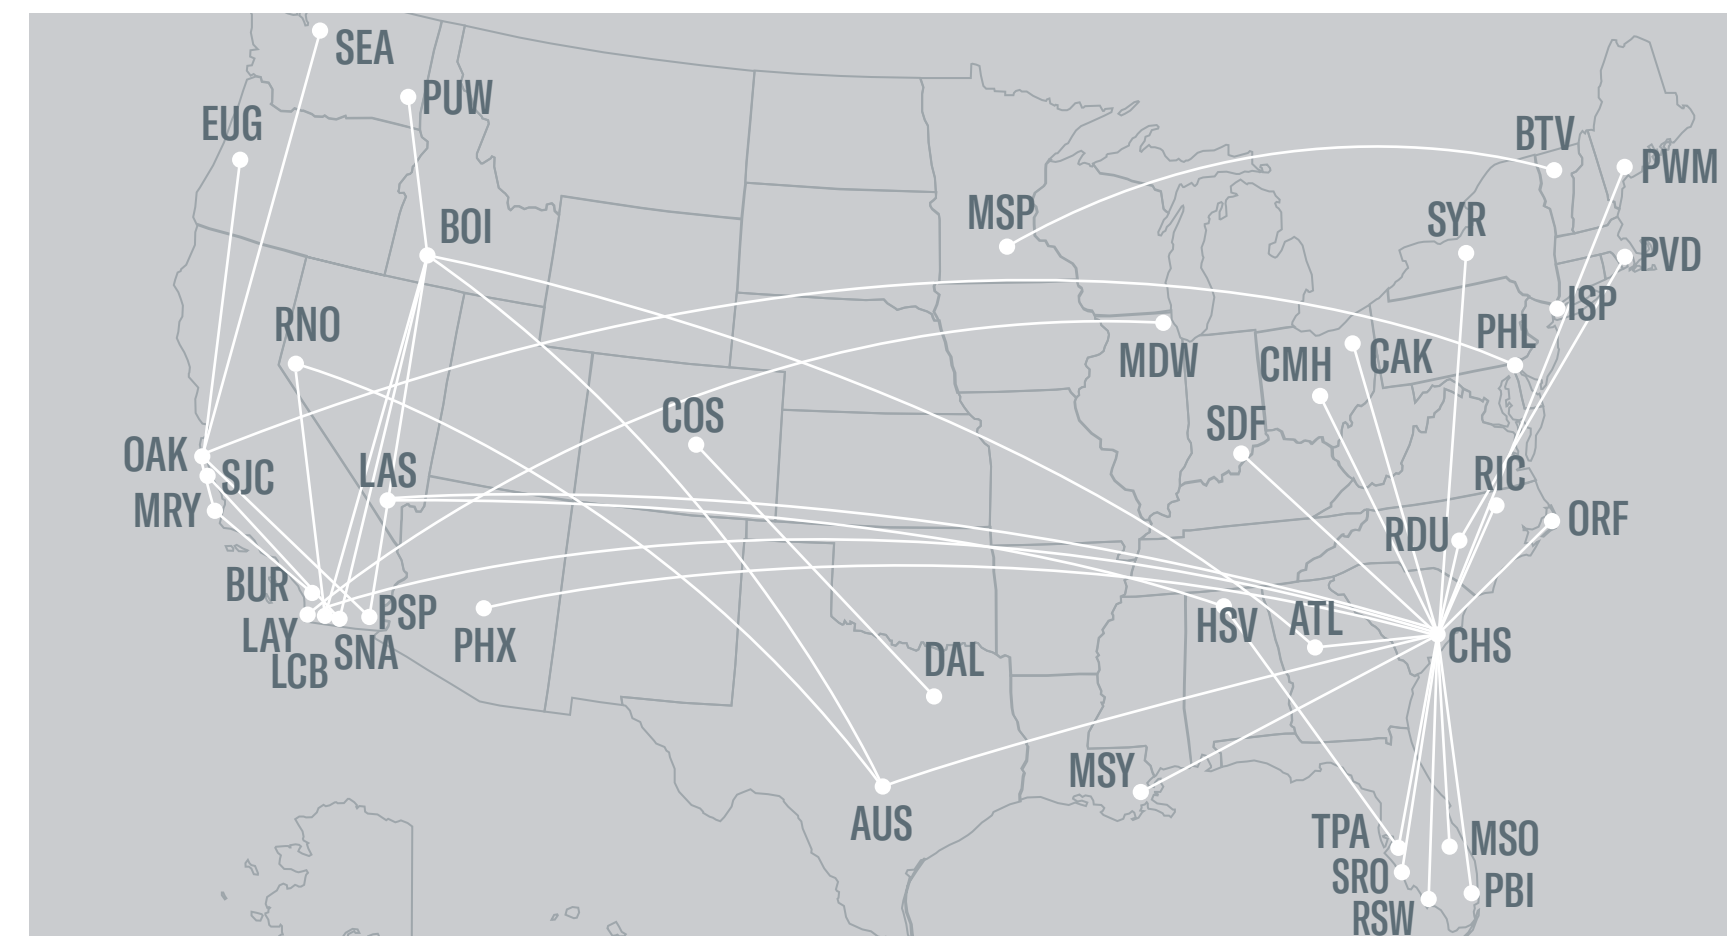 SEA
PUW
EUG
BTV
PWM
MSP
SYR
BOI
PVD
ISP
RNO
PHL
MDW
CMH
CAK
COS
SDF
OAK
SJC
LAS
RIC
MRY
ORF
RDU
BUR
PSP
LAY
HSV
ATL
PHX
SNA
CHS
LCB
DAL
MSY
AUS
TPA
MSO
SRO
PBI
RSW